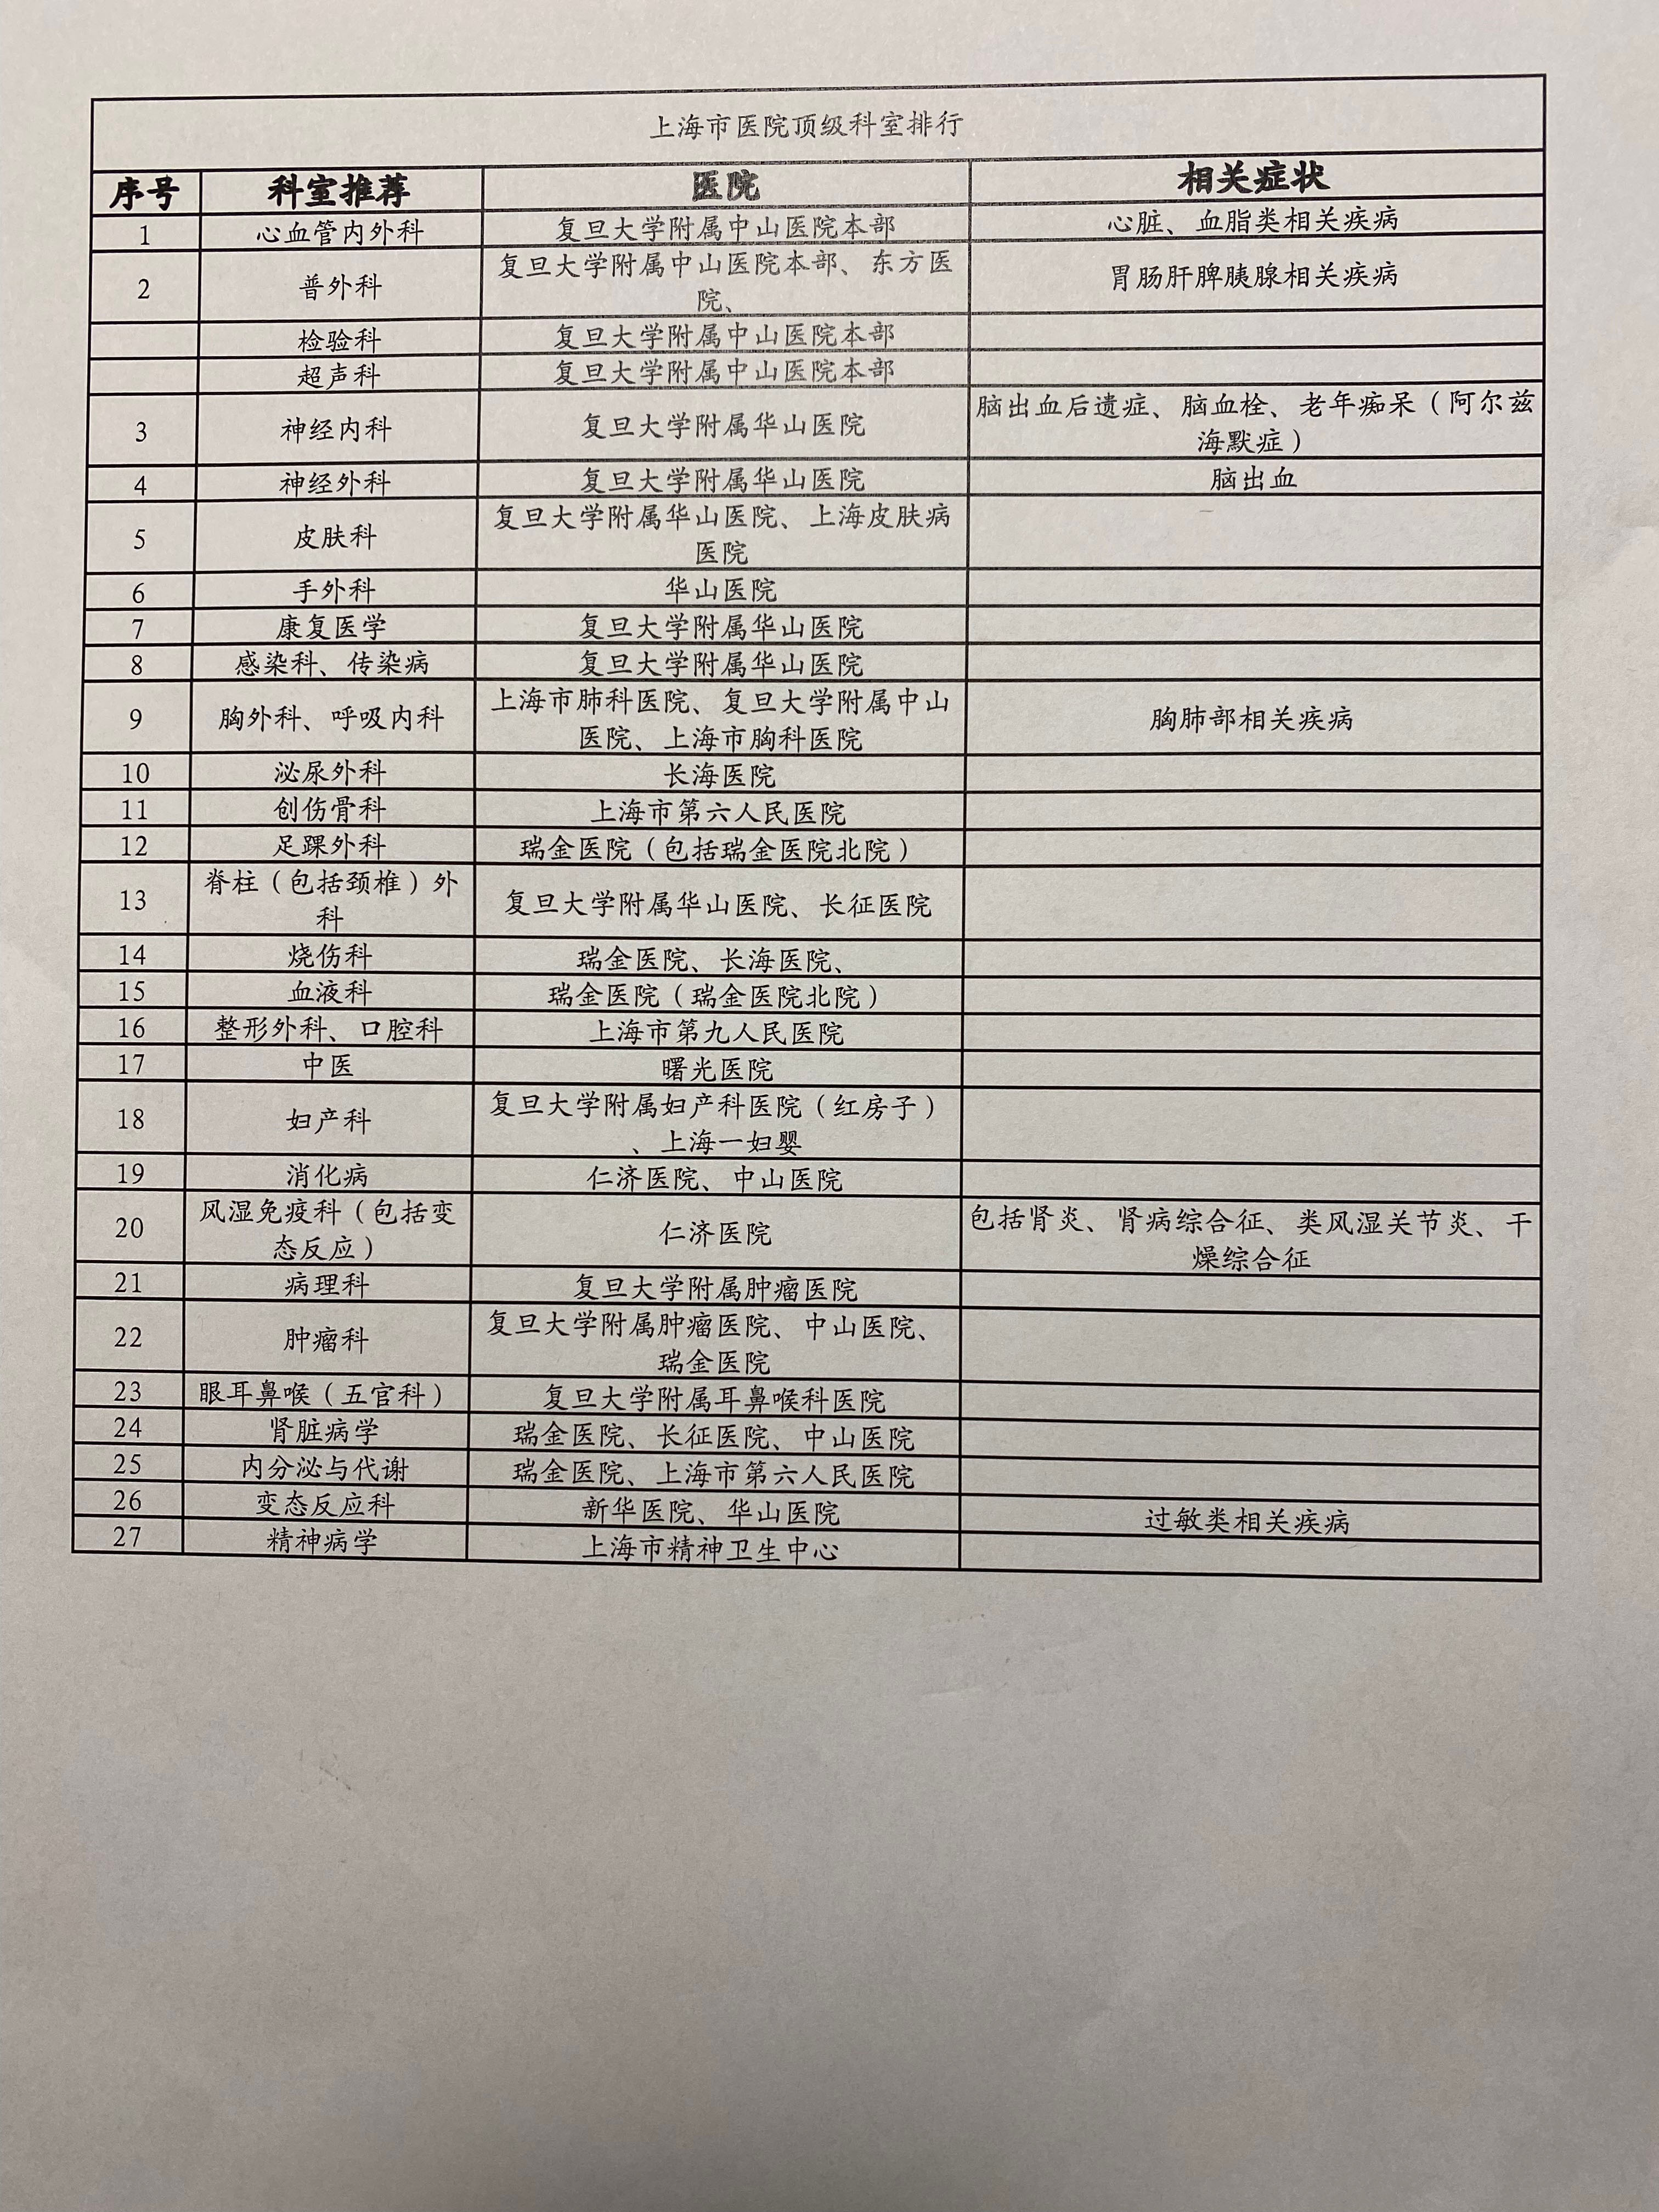 上海市医院顶级科室排行
序号 科室推荐 医院 相关症状
1 心血管内外科 复旦大学附属中山医院本部 心脏、血脂类相关疾病
2 普外科 复旦大学附属中山医院本部、东方医
院、 胃肠肝脾胰腺相关疾病
检验科 复旦大学附属中山医院本部
超声科 复旦大学附属中山医院本部
3 神经内科 复旦大学附属华山医院 脑出血后遗症、脑血栓、老年痴呆（阿尔兹
海默症）
4 神经外科 复旦大学附属华山医院 脑出血
5 皮肤科 复旦大学附属华山医院、上海皮肤病
医院
6 手外科 华山医院
7 康复医学 复旦大学附属华山医院
8 感染科、传染病 复旦大学附属华山医院
9 胸外科、呼吸内科 上海市肺科医院、复旦大学附属中山
医院、上海市胸科医院 胸肺部相关疾病
10 泌尿外科 长海医院
11 创伤骨科 上海市第六人民医院
12 足踝外科 瑞金医院（包括瑞金医院北院）
13 脊柱（包括颈椎）外
科 复旦大学附属华山医院、长征医院
14 烧伤科 瑞金医院、长海医院、
15 血液科 瑞金医院（瑞金医院北院）
16 整形外科、口腔科 上海市第九人民医院
17 中医 曙光医院
18 妇产科 复旦大学附属妇产科医院（红房子）
、上海一妇婴
19 消化病 仁济医院、中山医院
20 风湿免疫科（包括变
态反应） 仁济医院 包括肾炎、肾病综合征、类风湿关节炎、干
燥综合征
21 病理科 复旦大学附属肿瘤医院
22 肿瘤科 复旦大学附属肿瘤医院、中山医院、
瑞金医院
23 眼耳鼻喉（五官科） 复旦大学附属耳鼻喉科医院
24 肾脏病学 瑞金医院、长征医院、中山医院
25 内分泌与代谢 瑞金医院、上海市第六人民医院
26 变态反应科 新华医院、华山医院 过敏类相关疾病
27 精神病学 上海市精神卫生中心